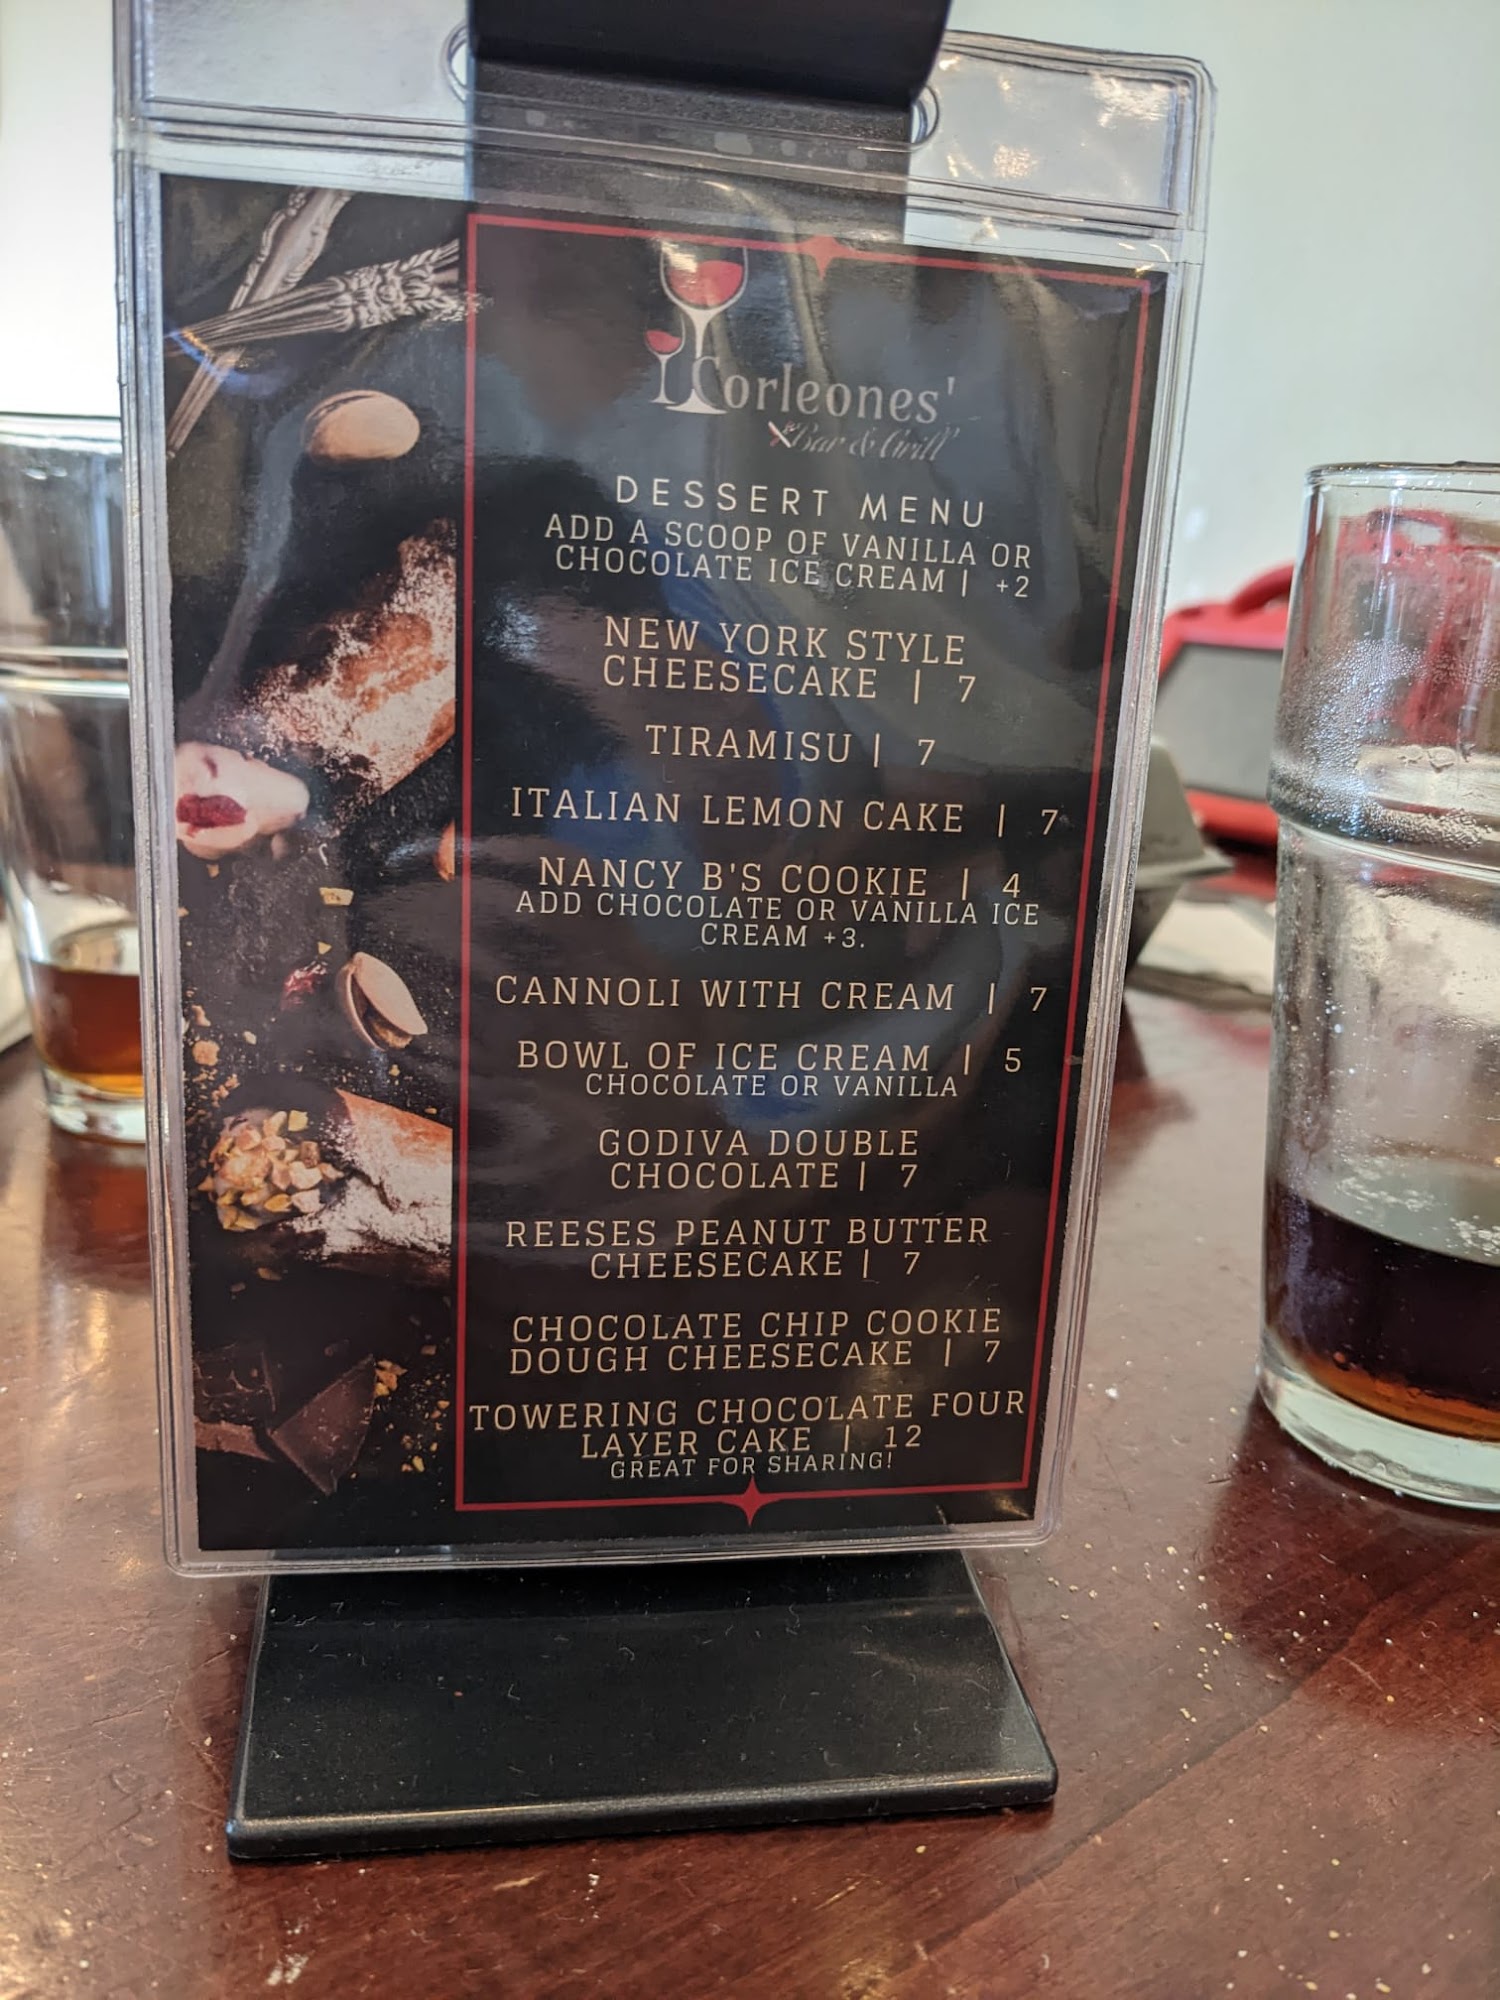 Corleones'
Bar & Grill
DESSERT MENU
ADD A SCOOP OF VANILLA OR
CHOCOLATE ICE CREAM | +2
NEW YORK STYLE
CHEESECAKE | 7
TIRAMISU | 7
ITALIAN LEMON CAKE | 7
NANCY B'S COOKIE | 4
ADD CHOCOLATE OR VANILLA ICE
CREAM +3.
CANNOLI WITH CREAM | 7
BOWL OF ICE CREAM | 5
CHOCOLATE OR VANILLA
GODIVA DOUBLE
CHOCOLATE | 7
REESES PEANUT BUTTER
CHEESECAKE | 7
CHOCOLATE CHIP COOKIE
DOUGH CHEESECAKE | 7
TOWERING CHOCOLATE FOUR
LAYER CAKE | 12
GREAT FOR SHARING!